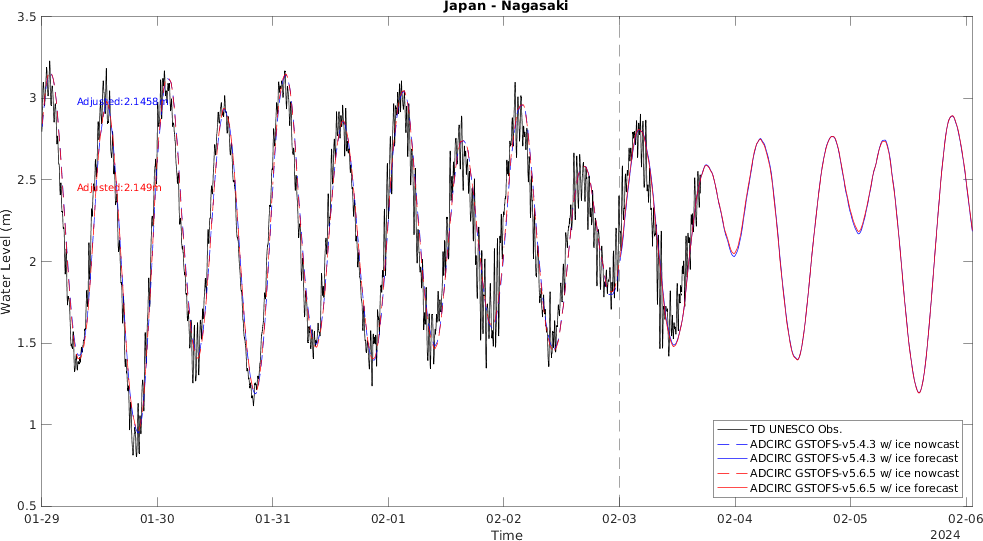 Japan - Nagasaki
3.5
3
2.5
2
1.5
1
0.5
Water Level (m)
Adjusted:2.1458m
Adjusted:2.149m
TD UNESCO Obs.
ADCIRC GSTOFS-v5.4.3 w/ ice nowcast
ADCIRC GSTOFS-v5.4.3 w/ ice forecast
ADCIRC GSTOFS-v5.6.5 w/ ice nowcast
ADCIRC GSTOFS-v5.6.5 w/ ice forecast
01-29 01-30 01-31 02-01 02-02 02-03 02-04 02-05 02-06
Time
2024